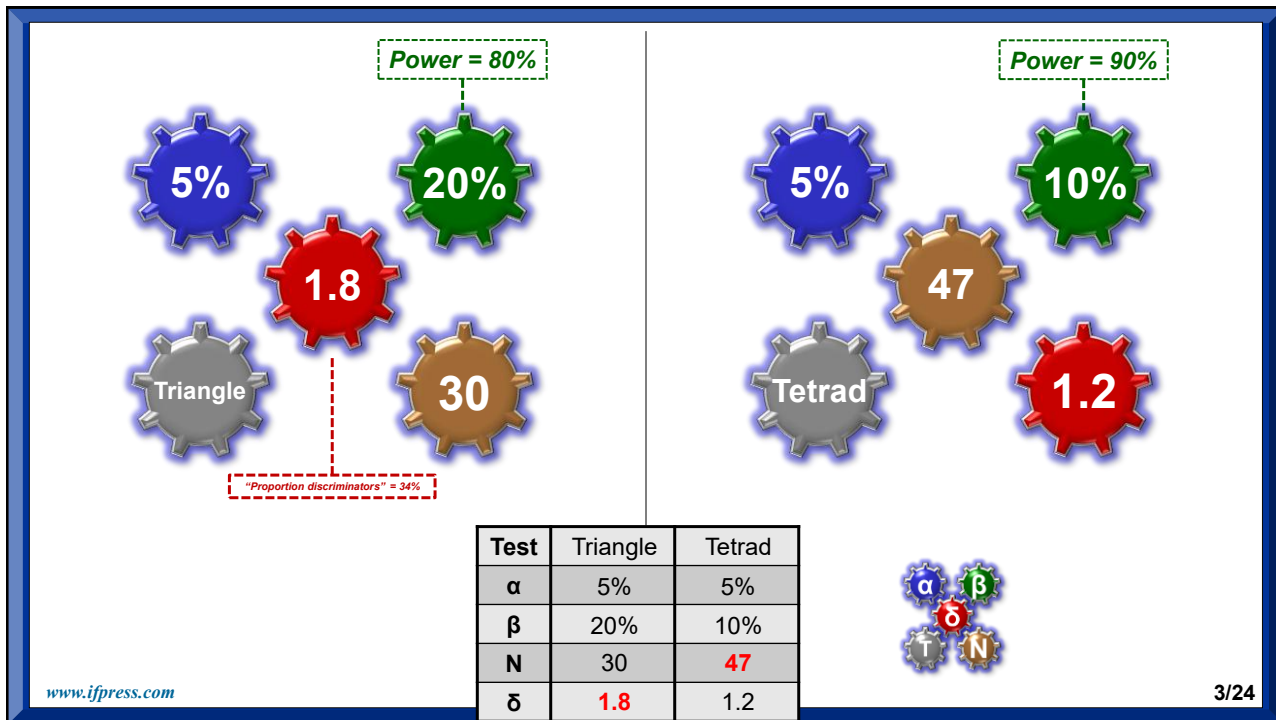 Power = 80%
5%
20%
1.8
Triangle
30
"Proportion discriminators" = 34%
Power = 90%
5%
10%
47
Tetrad
1.2
Test Triangle Tetrad
α 5% 5%
β 20% 10%
N 30 47
δ 1.8 1.2
α β
δ
T N
www.ifpress.com
3/24